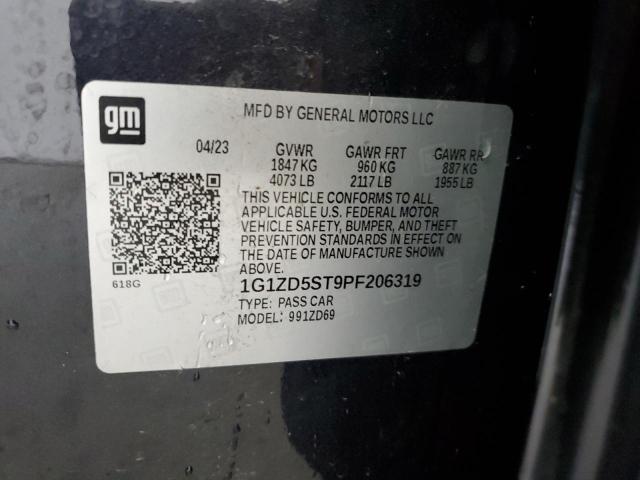 gm
MFD BY GENERAL MOTORS LLC
04/23 GVWR GAWR FRT GAWR RR
1847 KG 960 KG 887 KG
4073 LB 2117 LB 1955 LB
THIS VEHICLE CONFORMS TO ALL
APPLICABLE U.S. FEDERAL MOTOR
VEHICLE SAFETY, BUMPER, AND THEFT
PREVENTION STANDARDS IN EFFECT ON
THE DATE OF MANUFACTURE SHOWN
ABOVE.
618G
1G1ZD5ST9PF206319
TYPE: PASS CAR
MODEL: 991ZD69